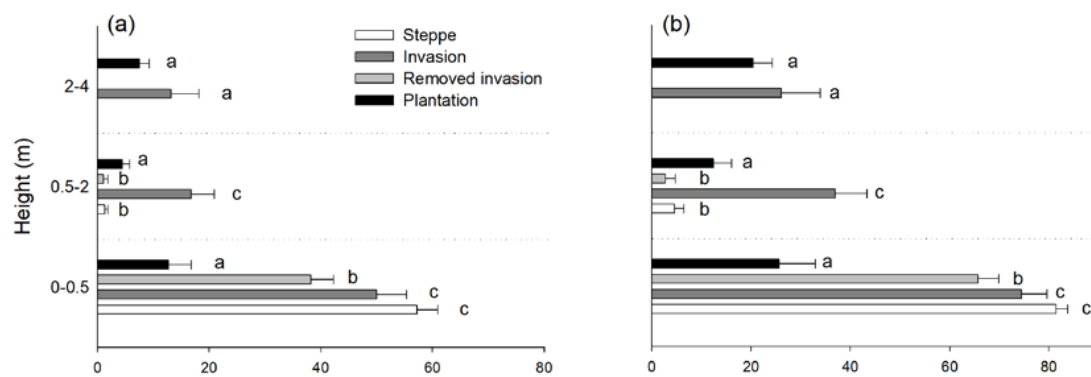 (a)
Steppe
Invasion
Removed invasion
Plantation
Height (m)
2-4
a
a
0.5-2
a
b
c
b
0-0.5
a
b
c
c
0 20 40 60 80
(b)
a
a
a
b
c
b
a
b
c
c
0 20 40 60 80